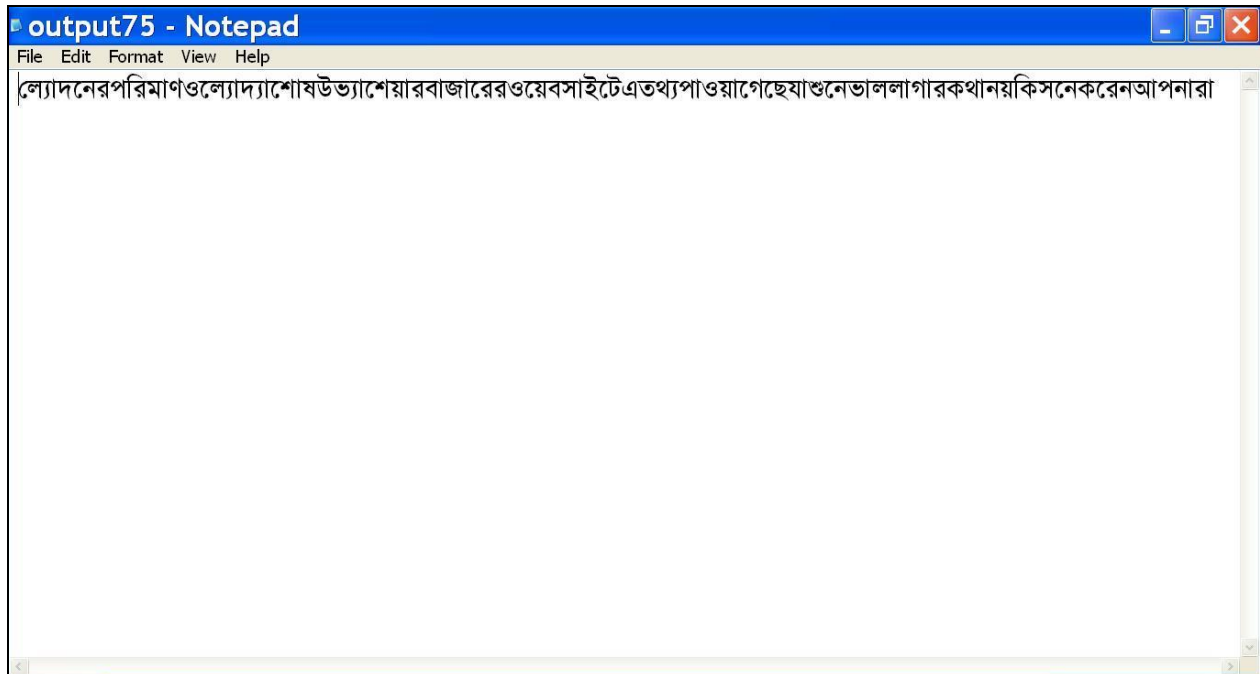 output75 - Notepad
File Edit Format View Help
ল্যোদনেরপরিমাণওল্যোদ্যাশোষউভ্যাশেয়ারবাজারেরওয়েবসাইটেএতথ্যপাওয়াগেছেযাশুনেভাললাগারকথানয়কিসনেকরেনআপনারা